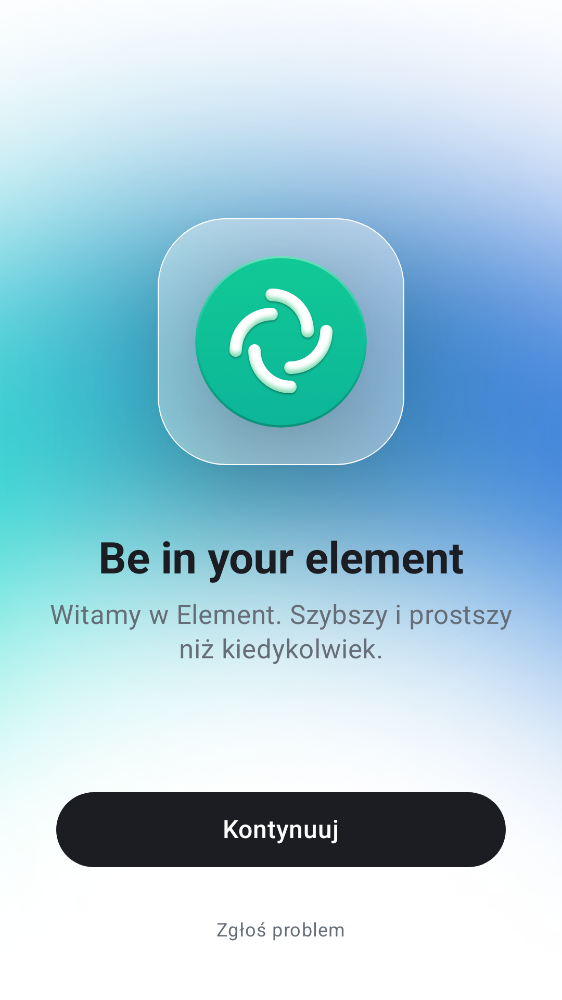 Be in your element
Witamy w Element. Szybszy i prostszy
niż kiedykolwiek.
Kontynuuj
Zgłoś problem